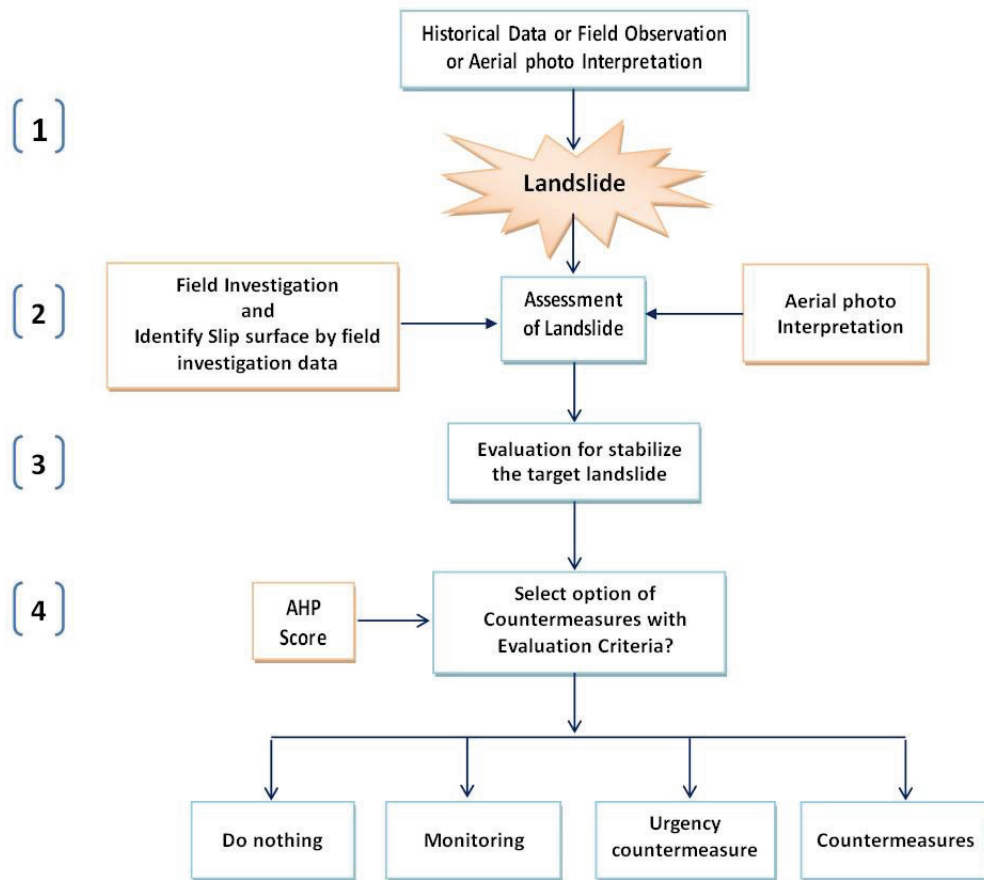 Historical Data or Field Observation
or Aerial photo Interpretation
1
Landslide
2
Field Investigation
and
Identify Slip surface by field
investigation data
Assessment
of Landslide
Aerial photo
Interpretation
3
Evaluation for stabilize
the target landslide
4
AHP
Score
Select option of
Countermeasures with
Evaluation Criteria?
Do nothing
Monitoring
Urgency
countermeasure
Countermeasures